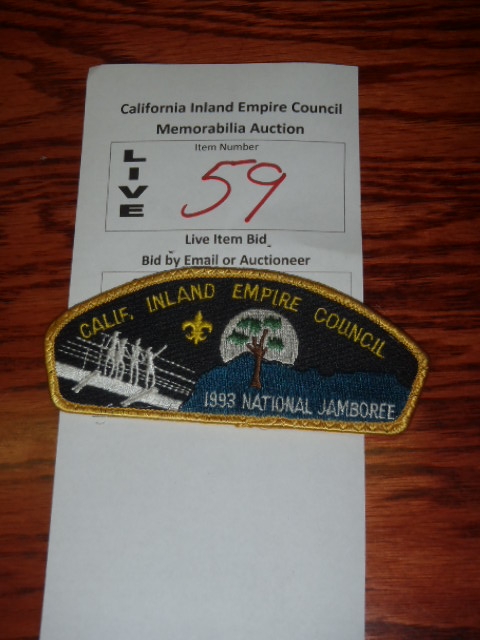 California Inland Empire Council
Memorabilia Auction
LIVE
Item Number
59
Live Item Bid
Bid by Email or Auctioneer
CALIF. INLAND EMPIRE COUNCIL
1993 NATIONAL JAMBOREE